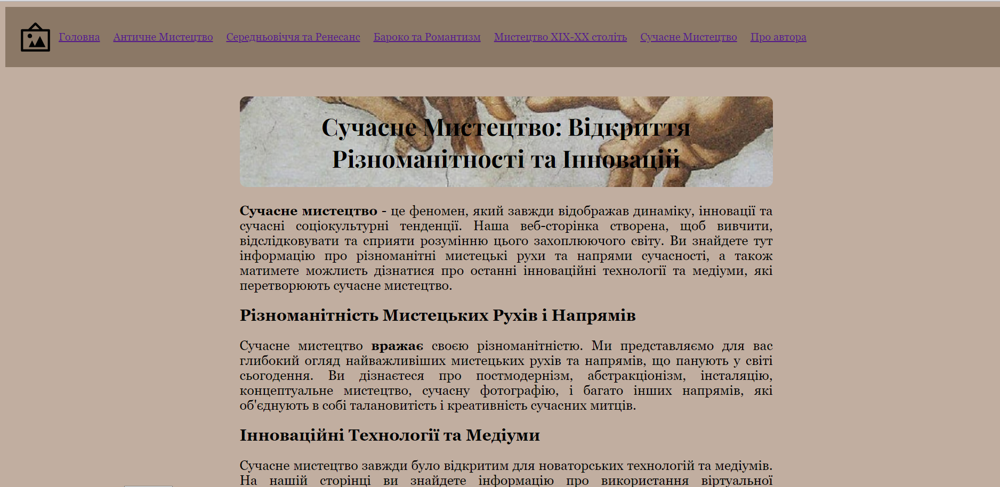 Головна Античне Мистецтво Середньовіччя та Ренесанс Бароко та Романтизм Мистецтво XIX-XX століть Сучасне Мистецтво Про автора
Сучасне Мистецтво: Відкриття
Різноманітності та Інновацій
Сучасне мистецтво - це феномен, який завжди відображав динаміку, інновації та
сучасні соціокультурні тенденції. Наша веб-сторінка створена, щоб вивчити,
відслідковувати та сприяти розумінню цього захоплюючого світу. Ви знайдете тут
інформацію про різноманітні мистецькі рухи та напрями сучасності, а також
матимете можлисть дізнатися про останні інноваційні технології та медіуми, які
перетворюють сучасне мистецтво.
Різноманітність Мистецьких Рухів і Напрямів
Сучасне мистецтво вражає своєю різноманітністю. Ми представляємо для вас
глибокий огляд найважливіших мистецьких рухів та напрямів, що панують у світі
сьогодення. Ви дізнаєтеся про постмодернізм, абстракціонізм, інсталяцію,
концептуальне мистецтво, сучасну фотографію, і багато інших напрямів, які
об'єднують в собі талановитість і креативність сучасних митців.
Інноваційні Технології та Медіуми
Сучасне мистецтво завжди було відкритим для новаторських технологій та медіумів.
На нашій сторінці ви знайдете інформацію про використання віртуальної